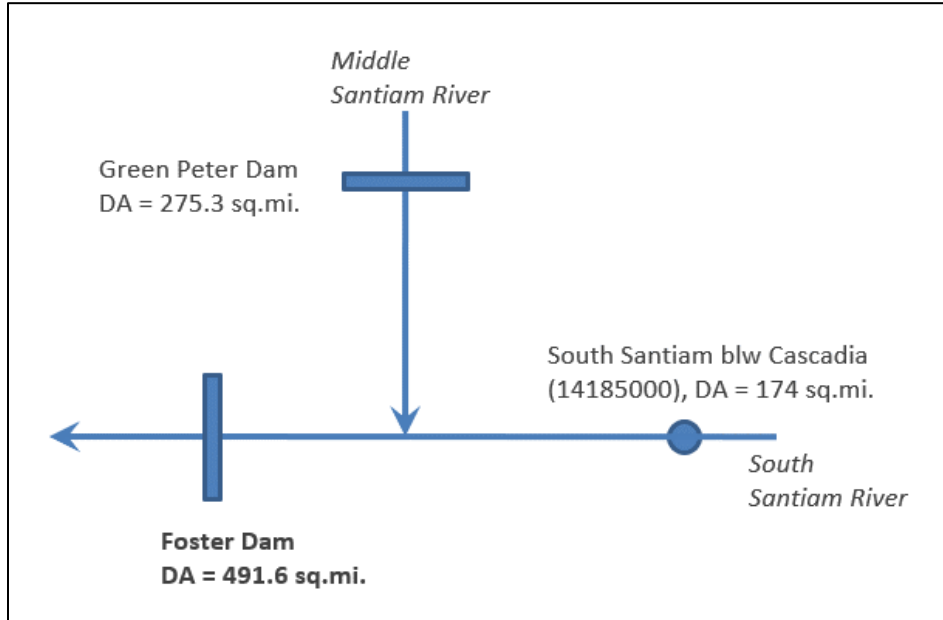 Middle
Santiam River
Green Peter Dam
DA = 275.3 sq.mi.
South Santiam blw Cascadia
(14185000), DA = 174 sq.mi.
South
Santiam River
Foster Dam
DA = 491.6 sq.mi.